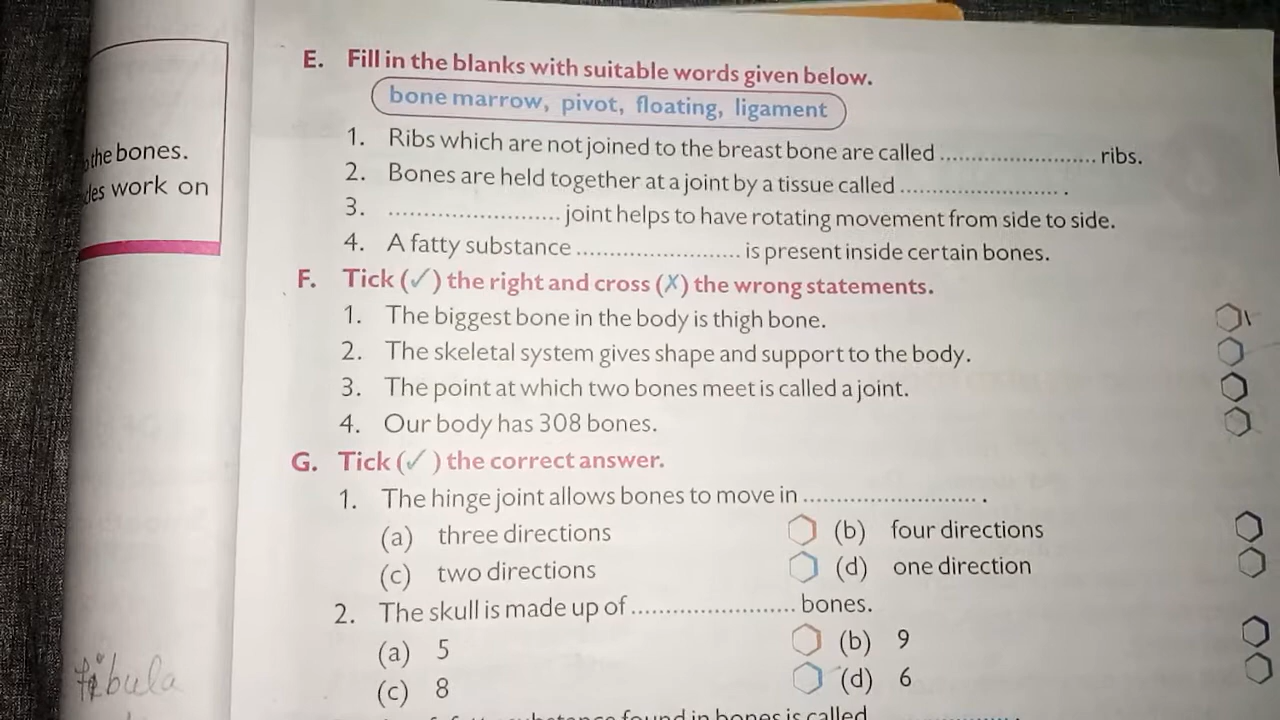 the bones.
work on
E. Fill in the blanks with suitable words given below.
bone marrow, pivot, floating, ligament
1. Ribs which are not joined to the breast bone are called ........................... ribs.
2. Bones are held together at a joint by a tissue called ........................... .
3. ........................... joint helps to have rotating movement from side to side.
4. A fatty substance ........................... is present inside certain bones.
F. Tick (✓) the right and cross (✗) the wrong statements.
1. The biggest bone in the body is thigh bone.
2. The skeletal system gives shape and support to the body.
3. The point at which two bones meet is called a joint.
4. Our body has 308 bones.
G. Tick (✓) the correct answer.
1. The hinge joint allows bones to move in ........................... .
(a) three directions (b) four directions
(c) two directions (d) one direction
2. The skull is made up of ........................... bones.
(a) 5 (b) 9
(c) 8 (d) 6
found in bones is called ...........................
tibula